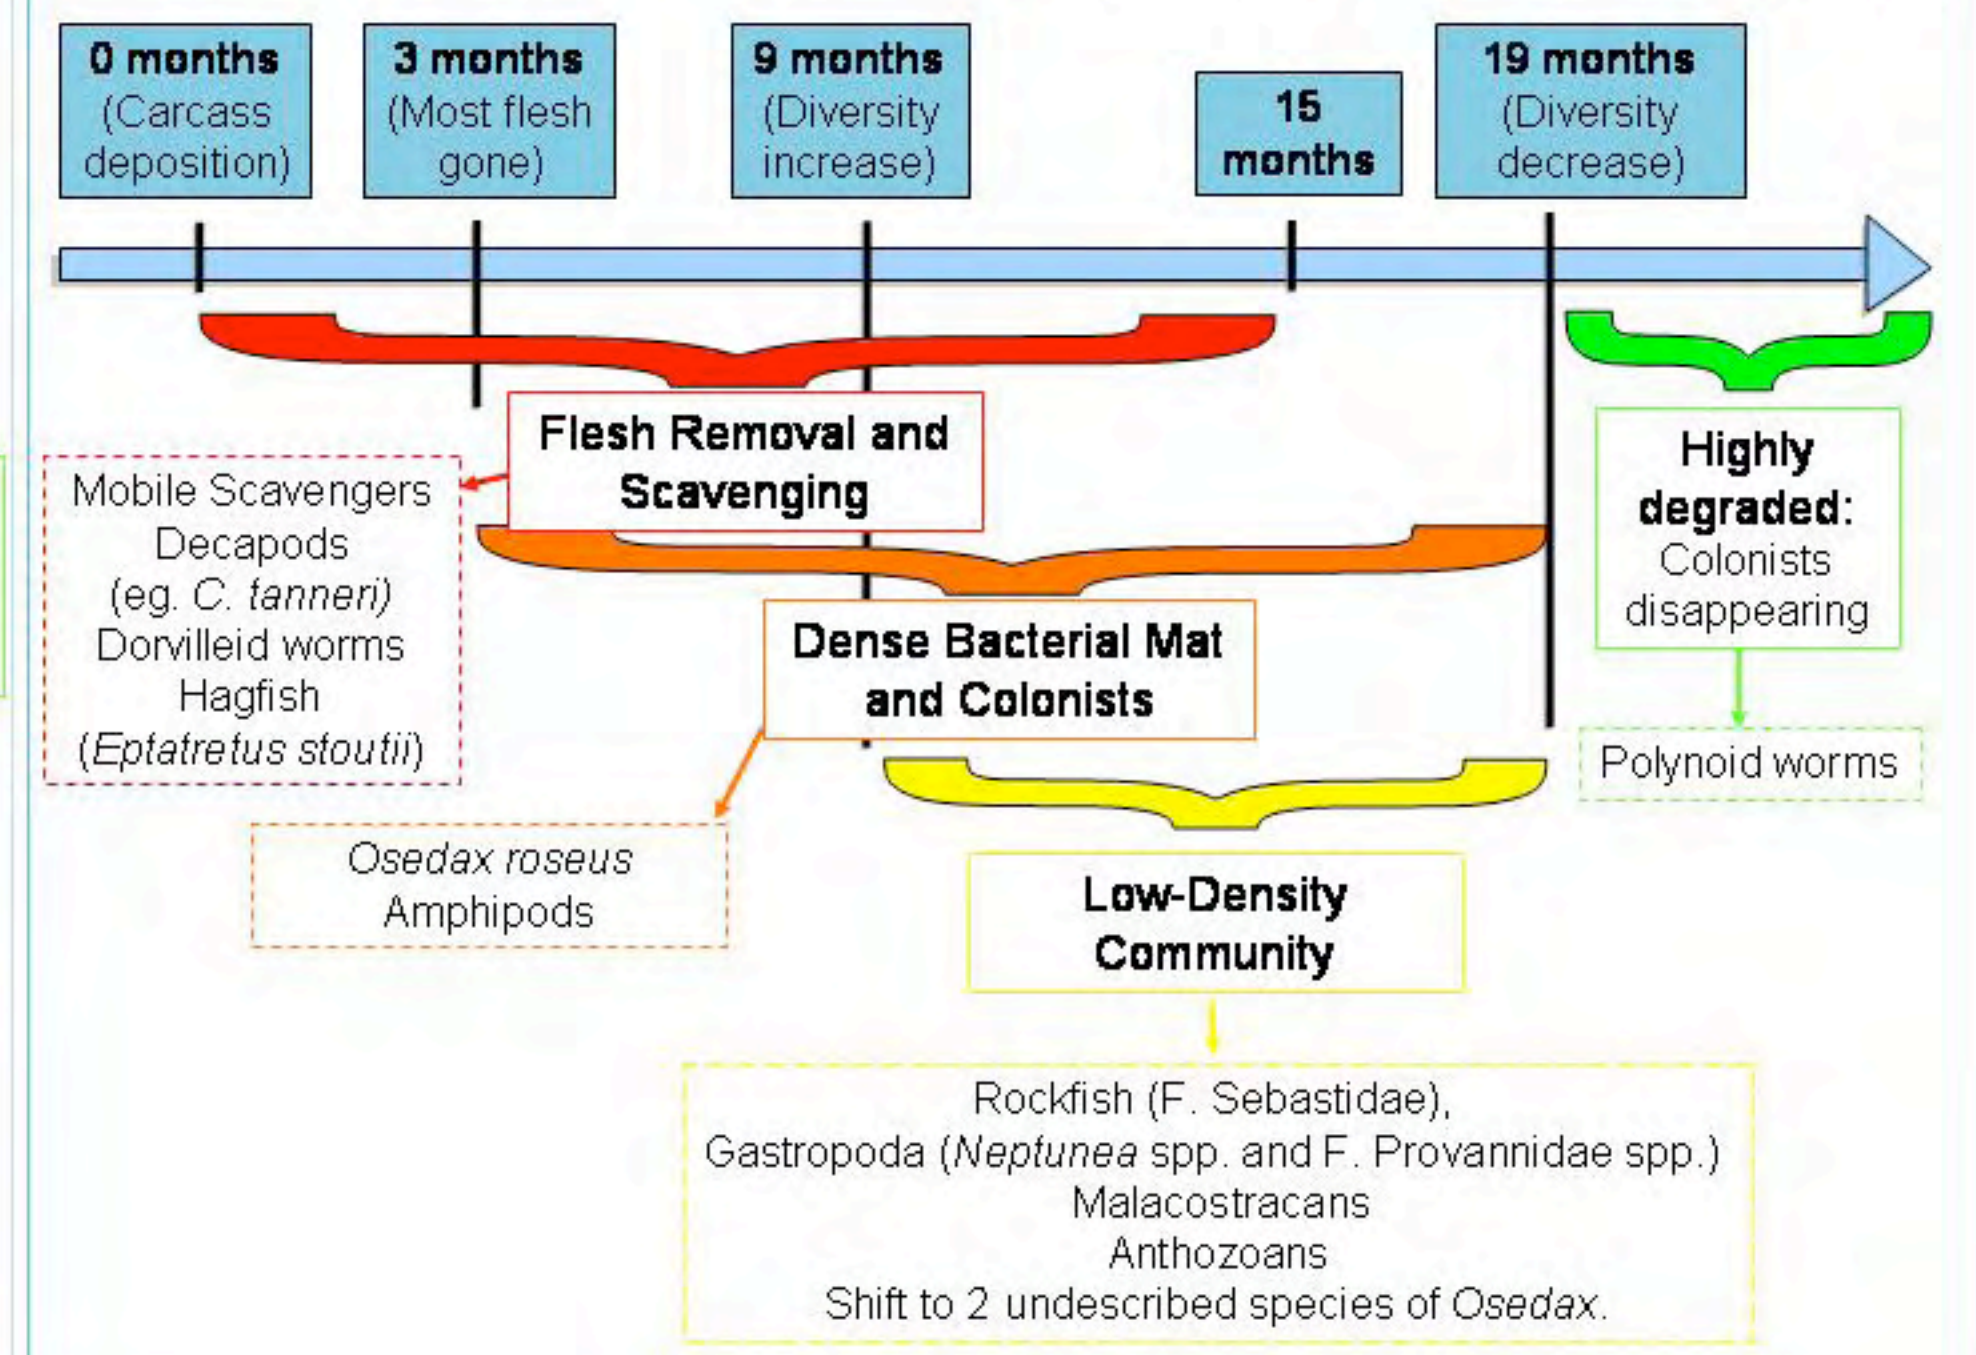 0 months
(Carcass
deposition)
3 months
(Most flesh
gone)
9 months
(Diversity
increase)
15
months
19 months
(Diversity
decrease)
Flesh Removal and
Scavenging
Mobile Scavengers
Decapods
(eg. C. tanneri)
Dorvilleid worms
Hagfish
(Eptatretus stoutii)
Dense Bacterial Mat
and Colonists
Osedax roseus
Amphipods
Low-Density
Community
Rockfish (F. Sebastidae),
Gastropoda (Neptunea spp. and F. Provannidae spp.)
Malacostracans
Anthozoans
Shift to 2 undescribed species of Osedax.
Highly
degraded:
Colonists
disappearing
Polynoid worms